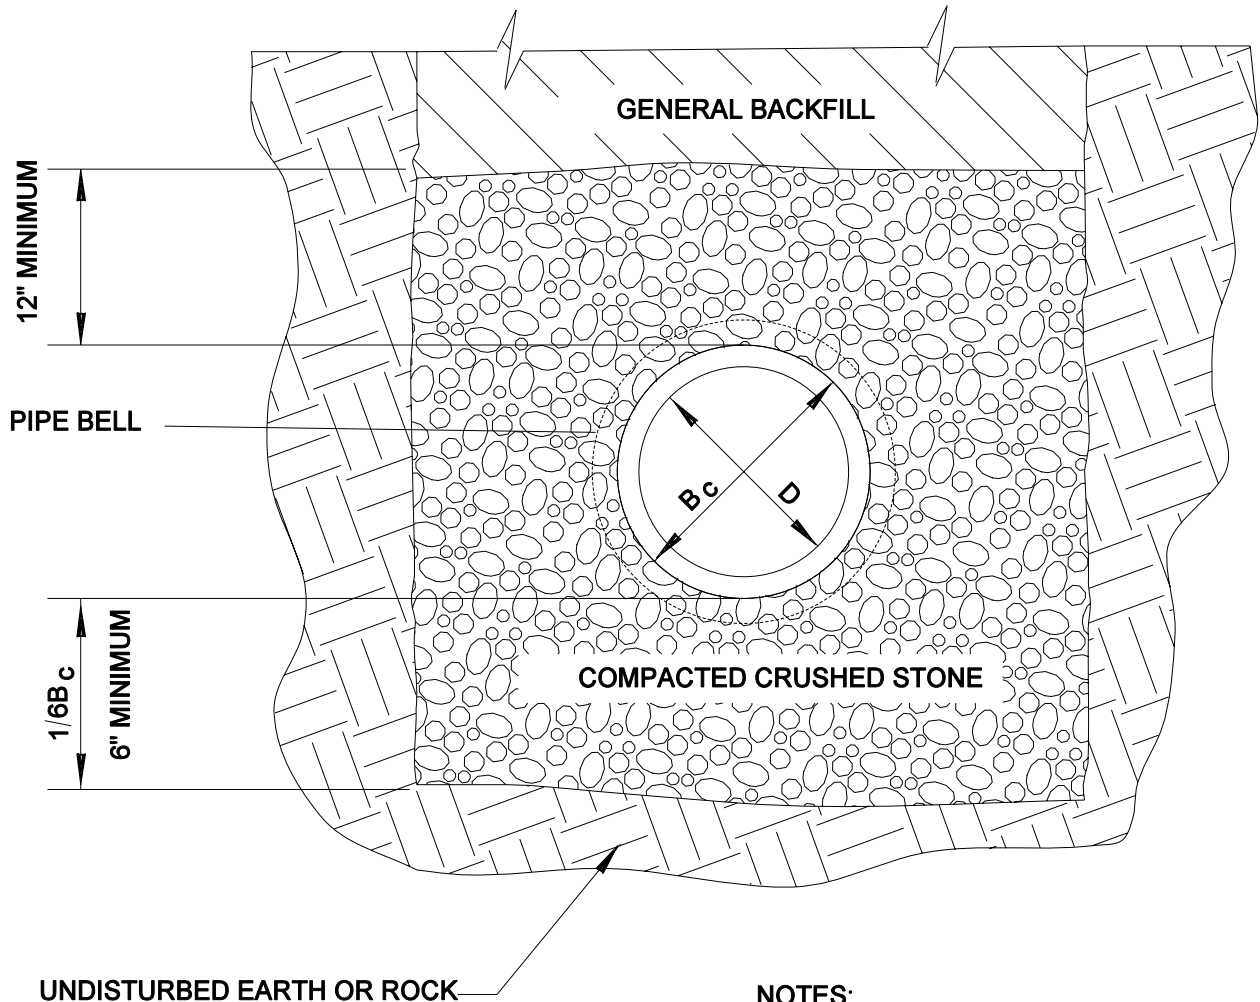 GENERAL BACKFILL
12" MINIMUM
PIPE BELL
Bc
D
1/6Bc
6" MINIMUM
COMPACTED CRUSHED STONE
UNDISTURBED EARTH OR ROCK
NOTES: